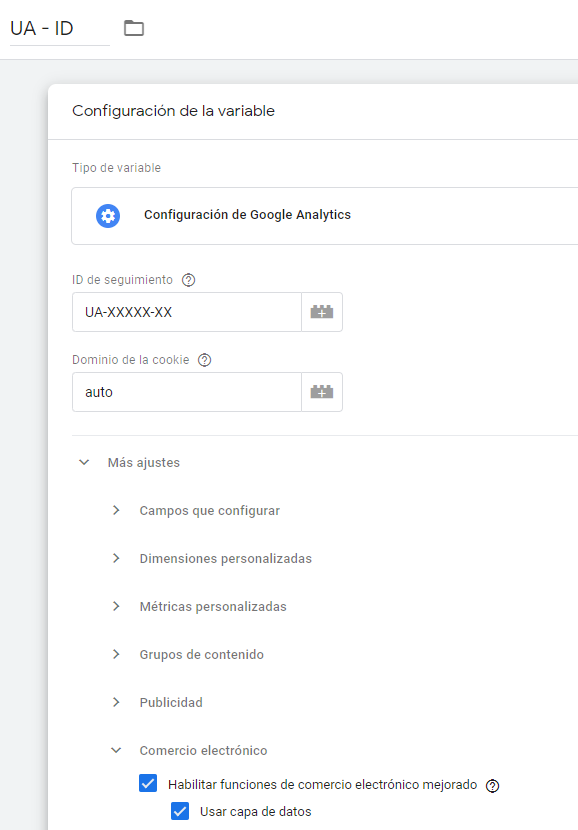 UA - ID
Configuración de la variable
Tipo de variable
Configuración de Google Analytics
ID de seguimiento
UA-XXXXX-XX
Dominio de la cookie
auto
Más ajustes
Campos que configurar
Dimensiones personalizadas
Métricas personalizadas
Grupos de contenido
Publicidad
Comercio electrónico
Habilitar funciones de comercio electrónico mejorado
Usar capa de datos